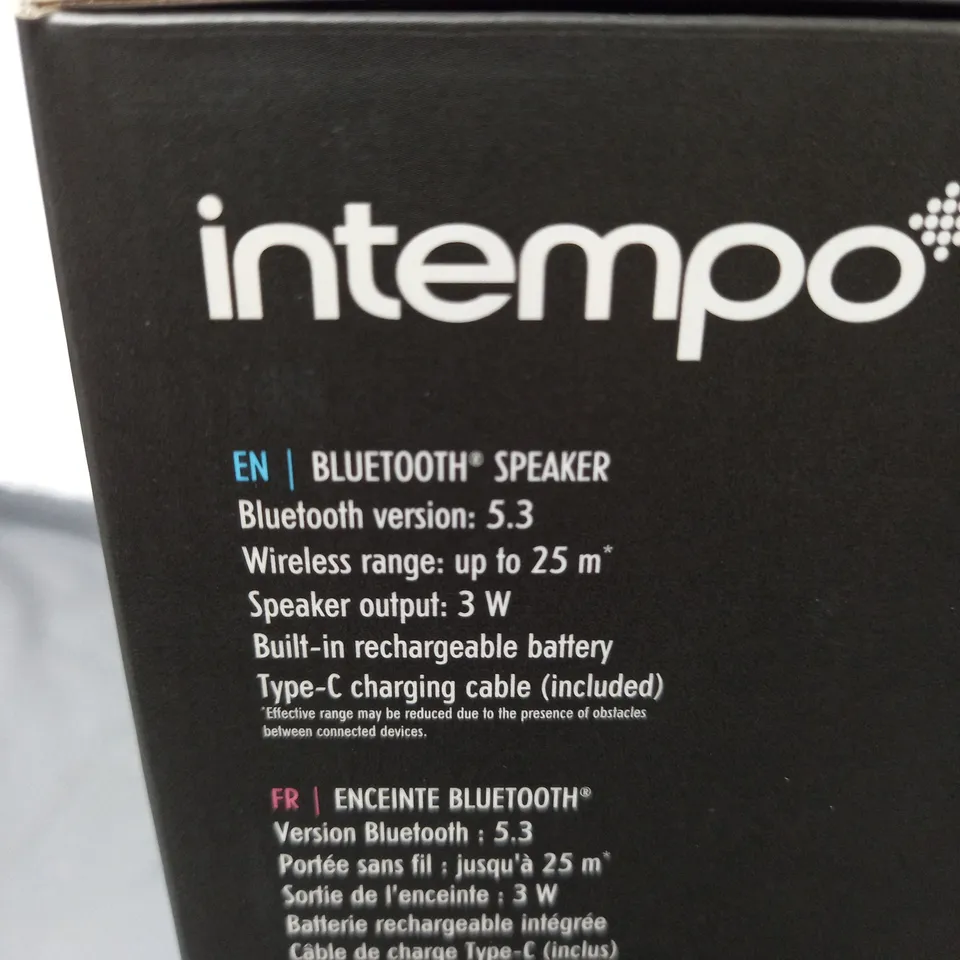 intempo
EN | BLUETOOTH® SPEAKER
Bluetooth version: 5.3
Wireless range: up to 25 m*
Speaker output: 3 W
Built-in rechargeable battery
Type-C charging cable (included)
*Effective range may be reduced due to the presence of obstacles
between connected devices.
FR | ENCEINTE BLUETOOTH®
Version Bluetooth : 5.3
Portée sans fil : jusqu'à 25 m*
Sortie de l'enceinte : 3 W
Batterie rechargeable intégrée
Câble de charge Type-C (inclus)